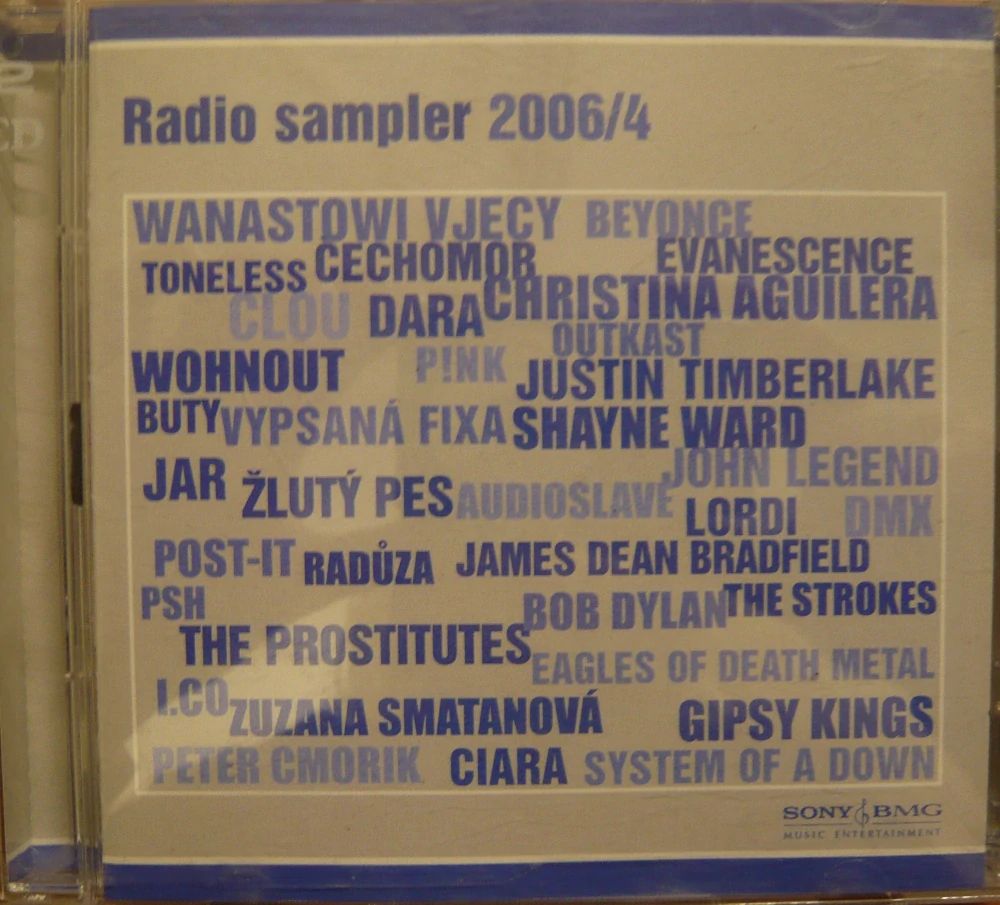 2
CD
Radio sampler 2006/4
WANASTOWI VJECY BEYONCE
TONELESS ČECHOMOR EVANESCENCE
CLOU DARA CHRISTINA AGUILERA
OUTKAST
WOHNOUT P!NK JUSTIN TIMBERLAKE
BUTY VYPSANÁ FIXA SHAYNE WARD
JAR ŽLUTÝ PES AUDIOSLAVE JOHN LEGEND
LORDI DMX
POST-IT RADŮZA JAMES DEAN BRADFIELD
PSH BOB DYLAN THE STROKES
THE PROSTITUTES EAGLES OF DEATH METAL
I.CO ZUZANA SMATANOVÁ GIPSY KINGS
PETER CMORIK CIARA SYSTEM OF A DOWN
SONY BMG
MUSIC ENTERTAINMENT